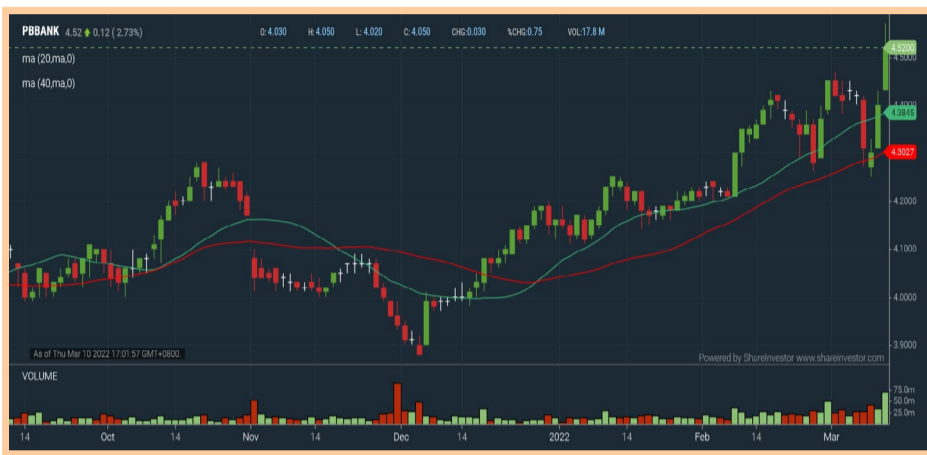 PBBANK 4.52 0.12 ( 2.73%) O: 4.030 H: 4.050 L: 4.020 C: 4.050 CHG:0.030 %CHG:0.75 VOL:17.8 M
ma (20,ma,0)
ma (40,ma,0)
4.5200
4.5000
4.4000
4.3845
4.3027
4.2000
4.1000
4.0000
3.9000
As of Thu Mar 10 2022 17:01:57 GMT+0800.
Powered by ShareInvestor www.shareinvestor.com
VOLUME
75.0m
50.0m
25.0m
14 Oct 14 Nov 14 Dec 14 2022 14 Feb 14 Mar